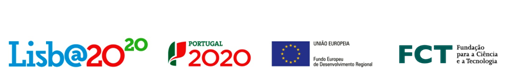 Lisb@2020
PORTUGAL
2020
UNIÃO EUROPEIA
Fundo Europeu
de Desenvolvimento Regional
FCT
Fundação
para a Ciência
e a Tecnologia